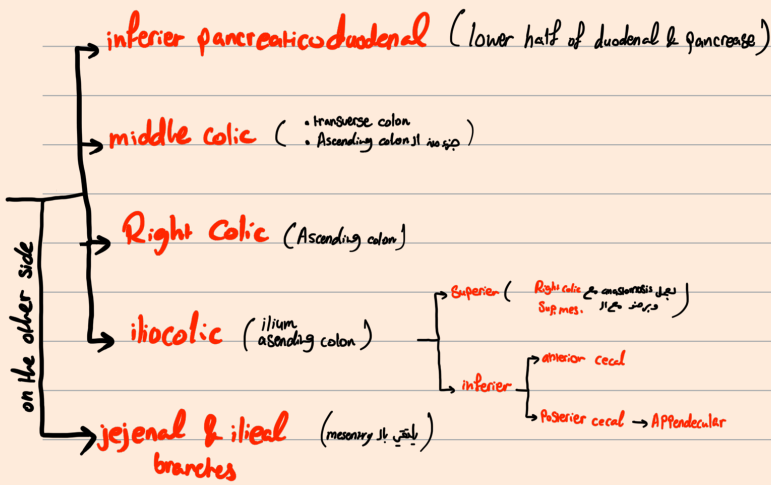 inferier pancreaticoduodenal (lower half of duodenal & pancrease)
middle colic (• transverse colon
• Ascending colon جزء من ال)
Right Colic (Ascending colon)
on the other side
iliocolic (ilium
asending colon)
Superier (Right colic مع anastomosis يعمل
Sup. mes. مع ال)
inferier
anterior cecal
Posterier cecal → Appendecular
jejenal & ilieal (mesentry يلتقي بال)
branches